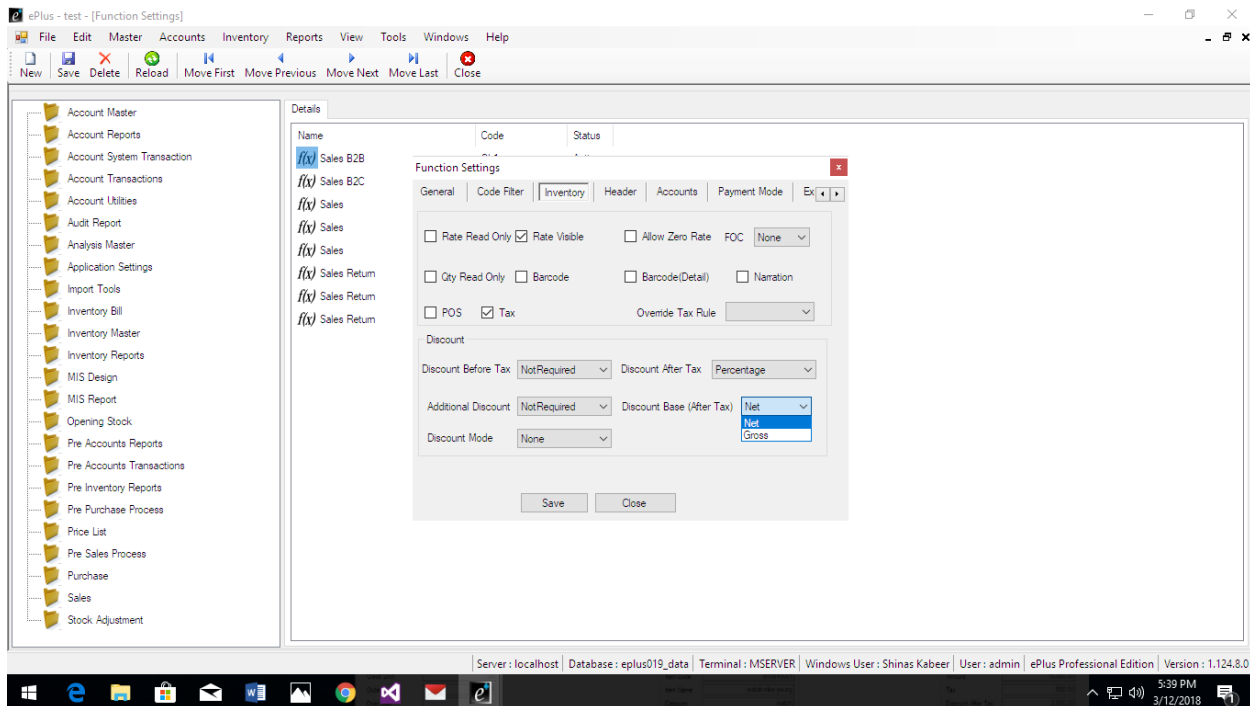 ePlus - test - [Function Settings]
File Edit Master Accounts Inventory Reports View Tools Windows Help
New Save Delete Reload Move First Move Previous Move Next Move Last Close
Account Master
Account Reports
Account System Transaction
Account Transactions
Account Utilities
Audit Report
Analysis Master
Application Settings
Import Tools
Inventory Bill
Inventory Master
Inventory Reports
MIS Design
MIS Report
Opening Stock
Pre Accounts Reports
Pre Accounts Transactions
Pre Inventory Reports
Pre Purchase Process
Price List
Pre Sales Process
Purchase
Sales
Stock Adjustment
Details
Name Code Status
f(x) Sales B2B
f(x) Sales B2C
f(x) Sales
f(x) Sales
f(x) Sales
f(x) Sales Return
f(x) Sales Return
f(x) Sales Return
Function Settings x
General Code Filter Inventory Header Accounts Payment Mode Ex
Rate Read Only Rate Visible Allow Zero Rate FOC None
Qty Read Only Barcode Barcode(Detail) Narration
POS Tax Override Tax Rule
Discount
Discount Before Tax NotRequired Discount After Tax Percentage
Additional Discount NotRequired Discount Base (After Tax) Net
Net
Gross
Discount Mode None
Save Close
Server : localhost Database : eplus019_data Terminal : MSERVER Windows User : Shinas Kabeer User : admin ePlus Professional Edition Version : 1.124.8.0
5:39 PM
3/12/2018